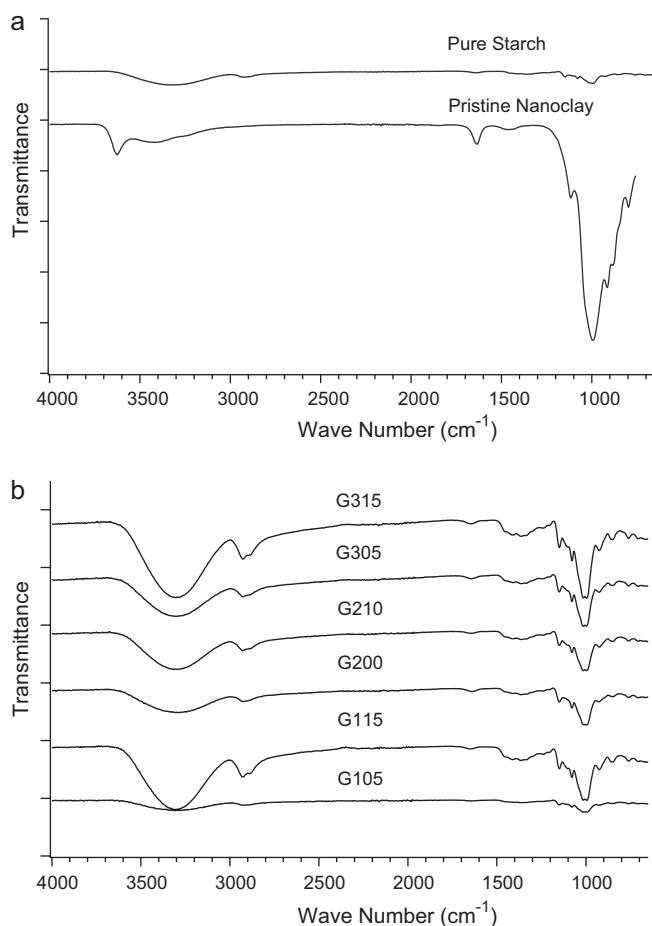 a
Pure Starch
Pristine Nanoclay
Transmittance
4000 3500 3000 2500 2000 1500 1000
Wave Number (cm-1)
b
G315
G305
G210
G200
G115
G105
Transmittance
4000 3500 3000 2500 2000 1500 1000
Wave Number (cm-1)